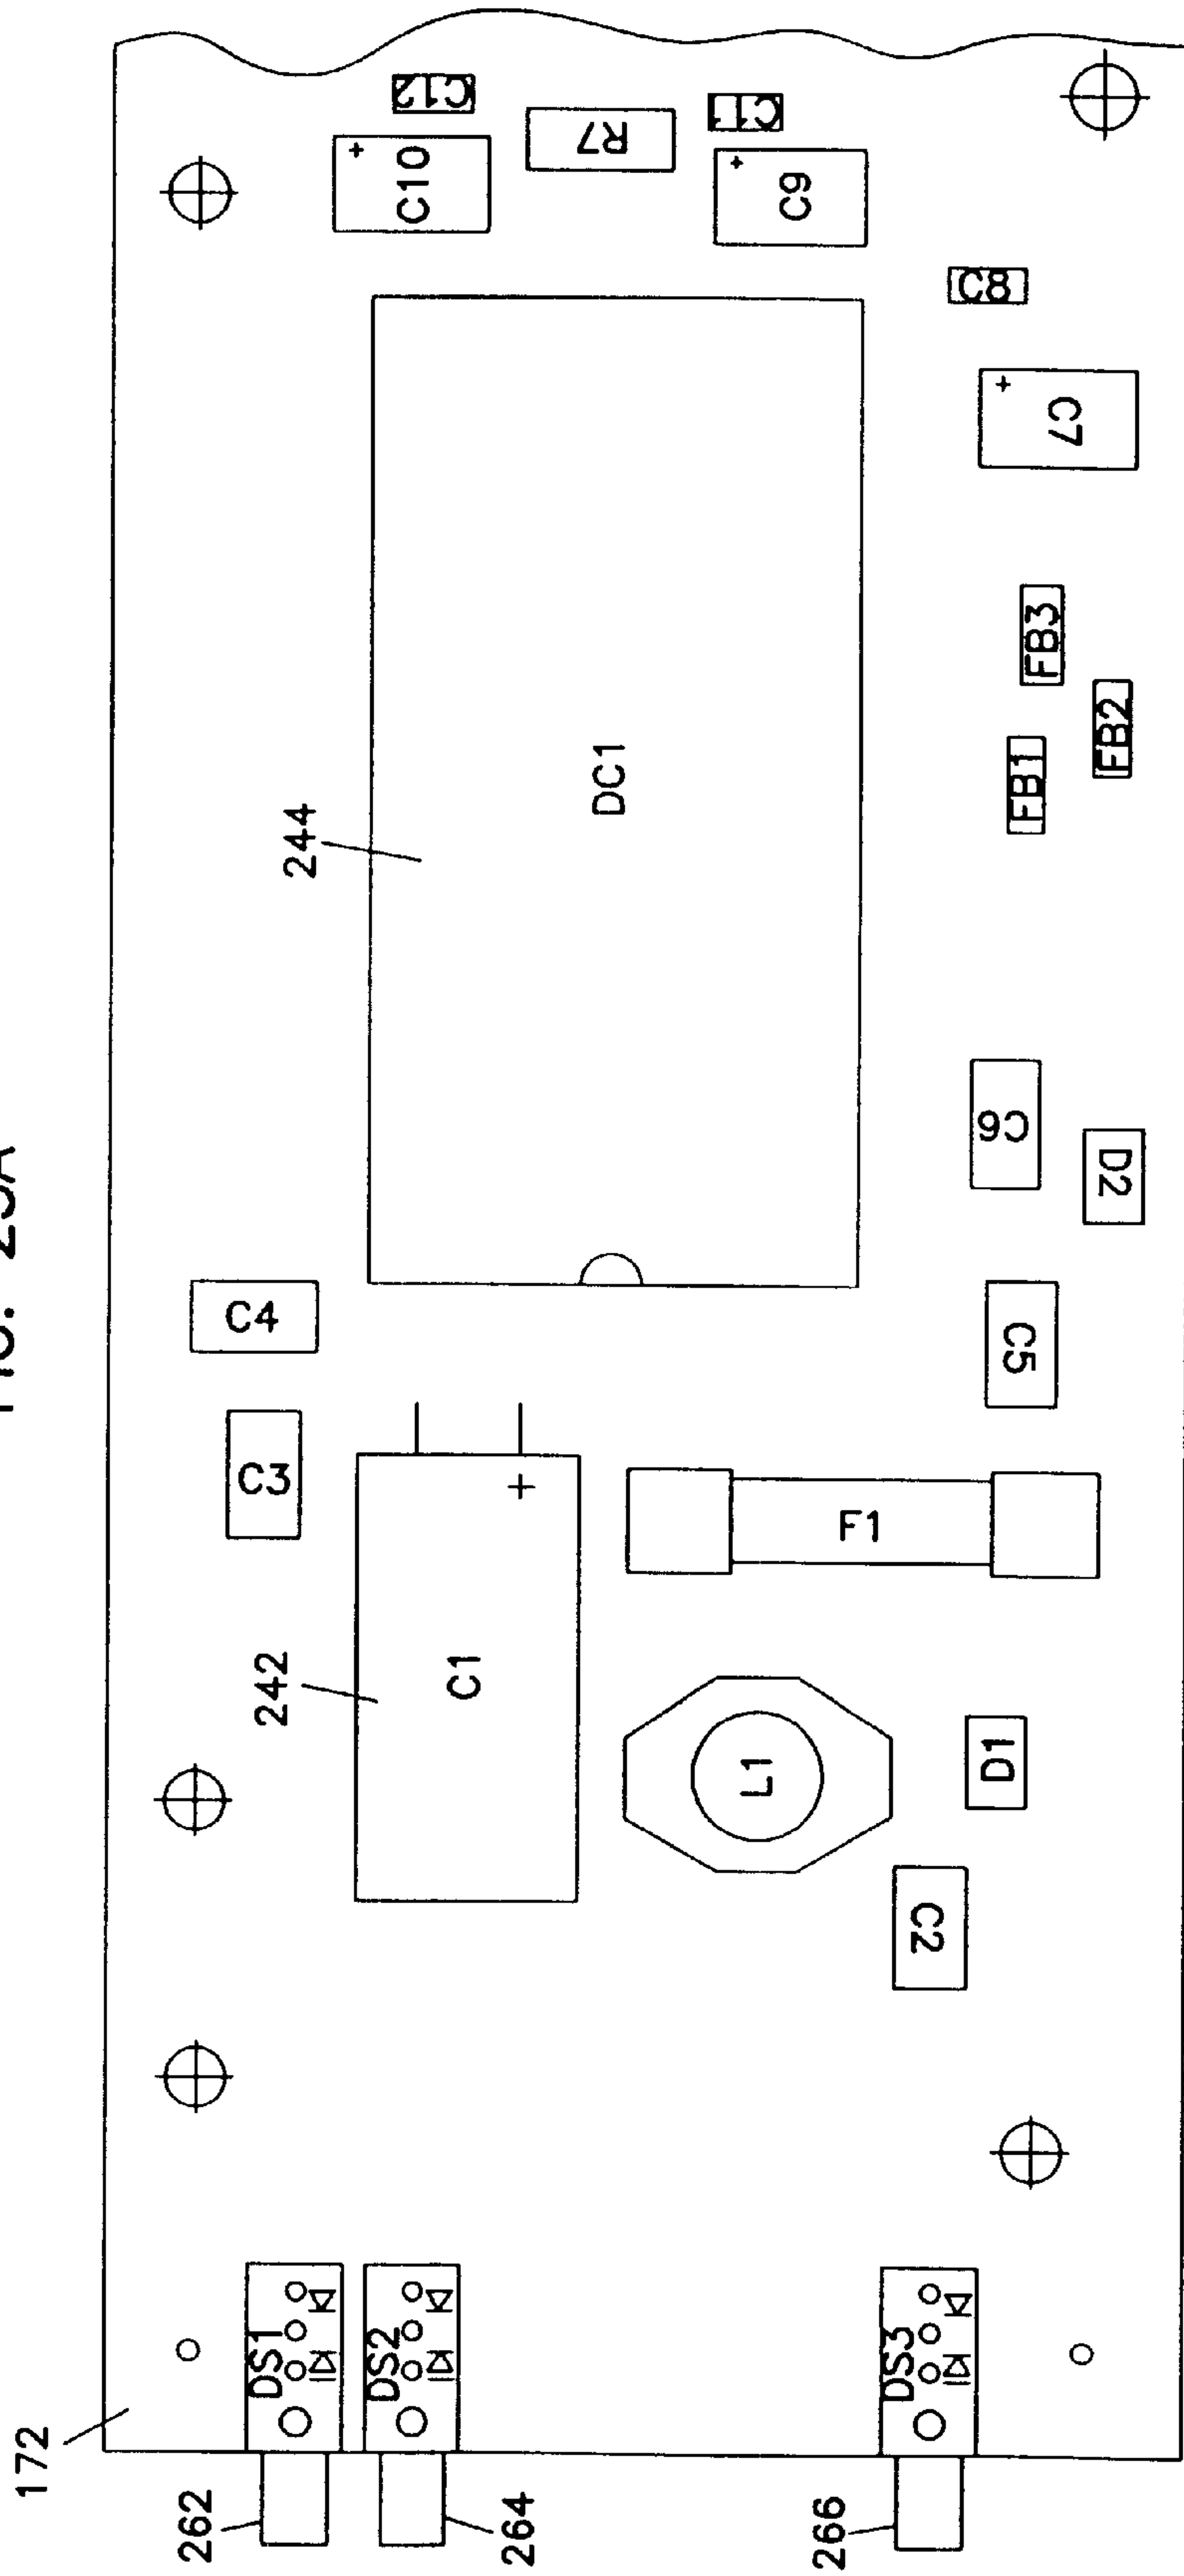 FIG. 23A
172
262
264
266
DS1
DS2
DS3
242
C1
+
C3
C4
L1
C2
D1
F1
C5
244
DC1
C6
D2
FB1
FB2
FB3
C7
+
C8
C9
+
C10
+
R7
C11
C12